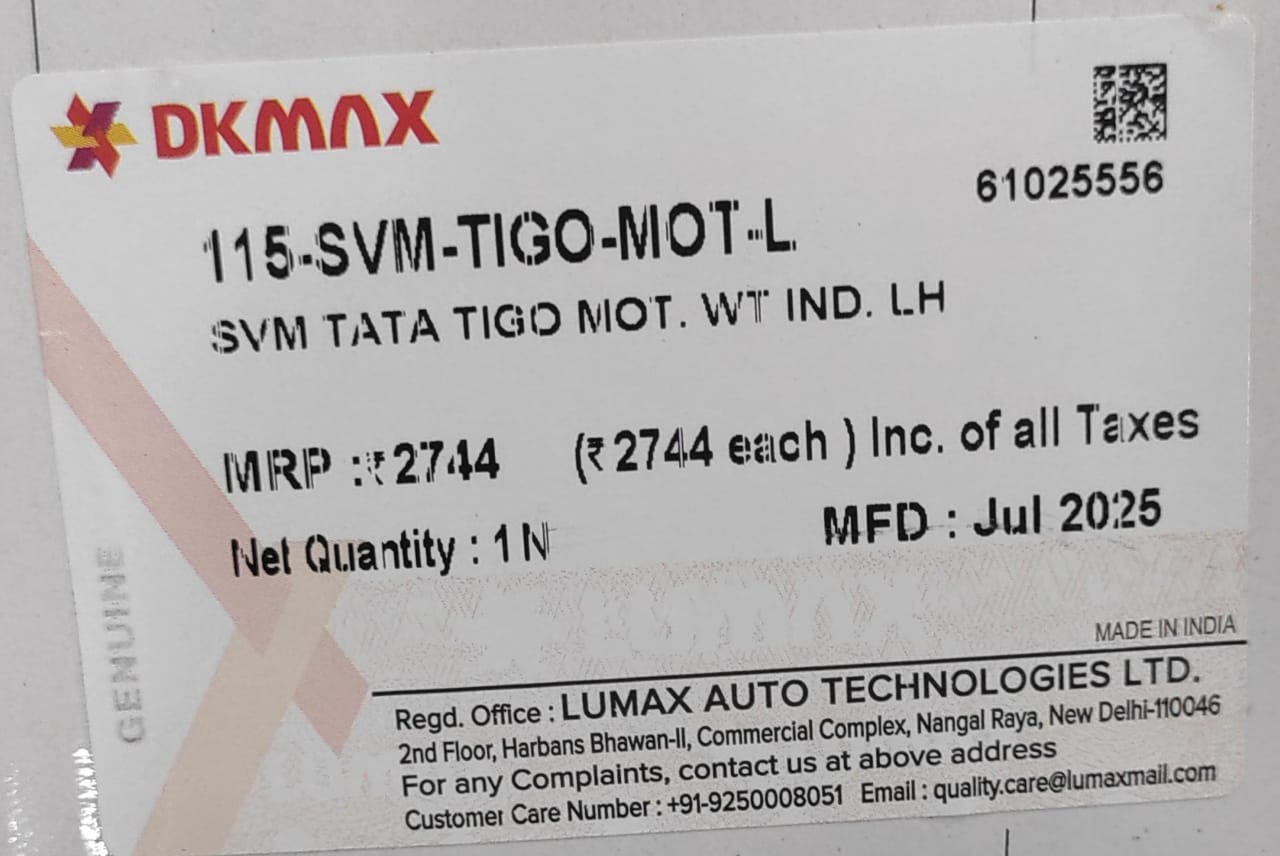 DKMAX
61025556
115-SVM-TIGO-MOT-L
SVM TATA TIGO MOT. WT IND. LH
MRP :₹2744 (₹2744 each ) Inc. of all Taxes
Net Quantity : 1 N
MFD : Jul 2025
GENUINE
LUMAX
MADE IN INDIA
Regd. Office : LUMAX AUTO TECHNOLOGIES LTD.
2nd Floor, Harbans Bhawan-II, Commercial Complex, Nangal Raya, New Delhi-110046
For any Complaints, contact us at above address
Customer Care Number : +91-9250008051 Email : quality.care@lumaxmail.com